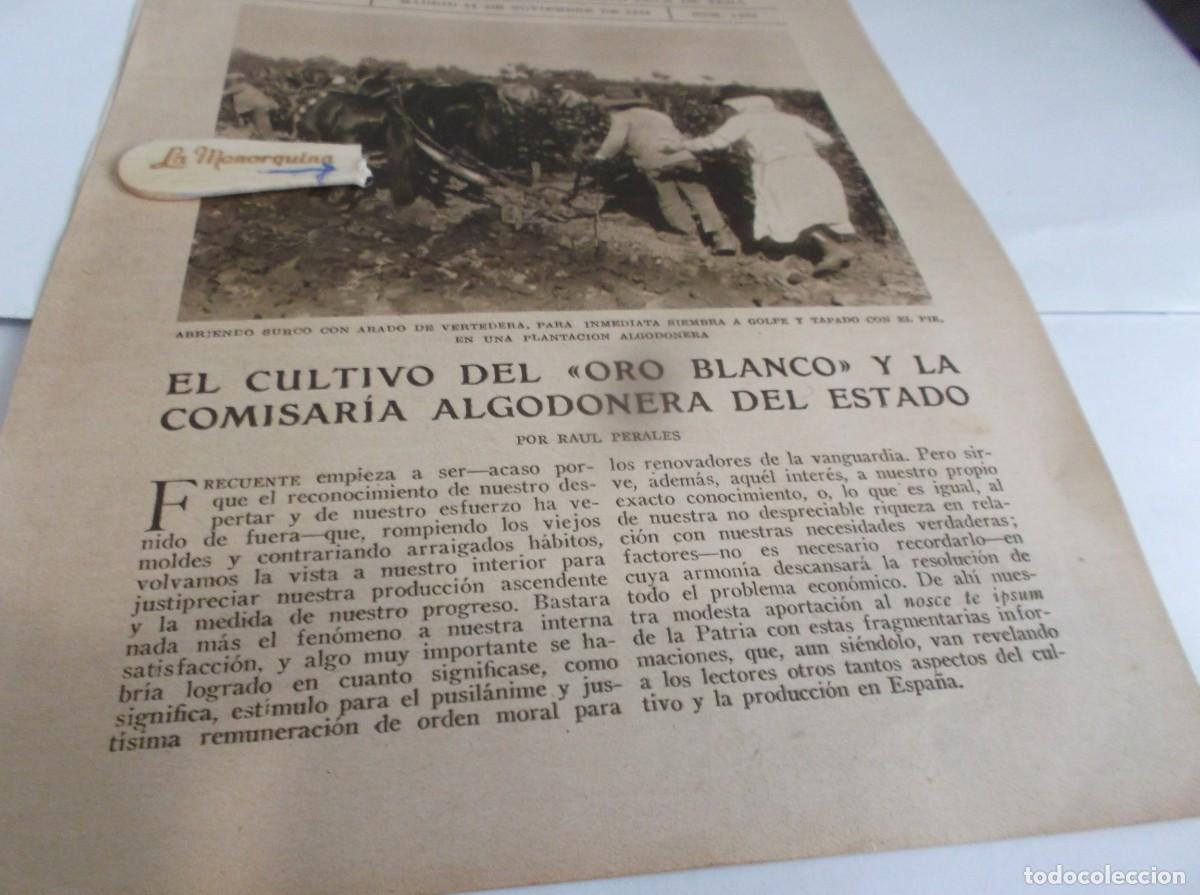 MADRID 11 DE NOVIEMBRE DE
NUM.
La Menorquina
ABRIENDO SURCO CON ARADO DE VERTEDERA, PARA INMEDIATA SIEMBRA A GOLPE Y TAPADO CON EL PIE,
EN UNA PLANTACION ALGODONERA
EL CULTIVO DEL «ORO BLANCO» Y LA
COMISARÍA ALGODONERA DEL ESTADO
POR RAUL PERALES
FRECUENTE empieza a ser—acaso por-
que el reconocimiento de nuestro des-
pertar y de nuestro esfuerzo ha ve-
nido de fuera—que, rompiendo los viejos
moldes y contrariando arraigados hábitos,
volvamos la vista a nuestro interior para
justipreciar nuestra producción ascendente
y la medida de nuestro progreso. Bastara
nada más el fenómeno a nuestra interna
satisfacción, y algo muy importante se ha-
bría logrado en cuanto significase, como
significa, estímulo para el pusilánime y jus-
tísima remuneración de orden moral para
los renovadores de la vanguardia. Pero sir-
ve, además, aquél interés, a nuestro propio
exacto conocimiento, o, lo que es igual, al
de nuestra no despreciable riqueza en rela-
ción con nuestras necesidades verdaderas;
factores—no es necesario recordarlo—en
cuya armonía descansará la resolución de
todo el problema económico. De ahí nues-
tra modesta aportación al nosce te ipsum
de la Patria con estas fragmentarias infor-
maciones, que, aun siéndolo, van revelando
a los lectores otros tantos aspectos del cul-
tivo y la producción en España.
todocoleccion